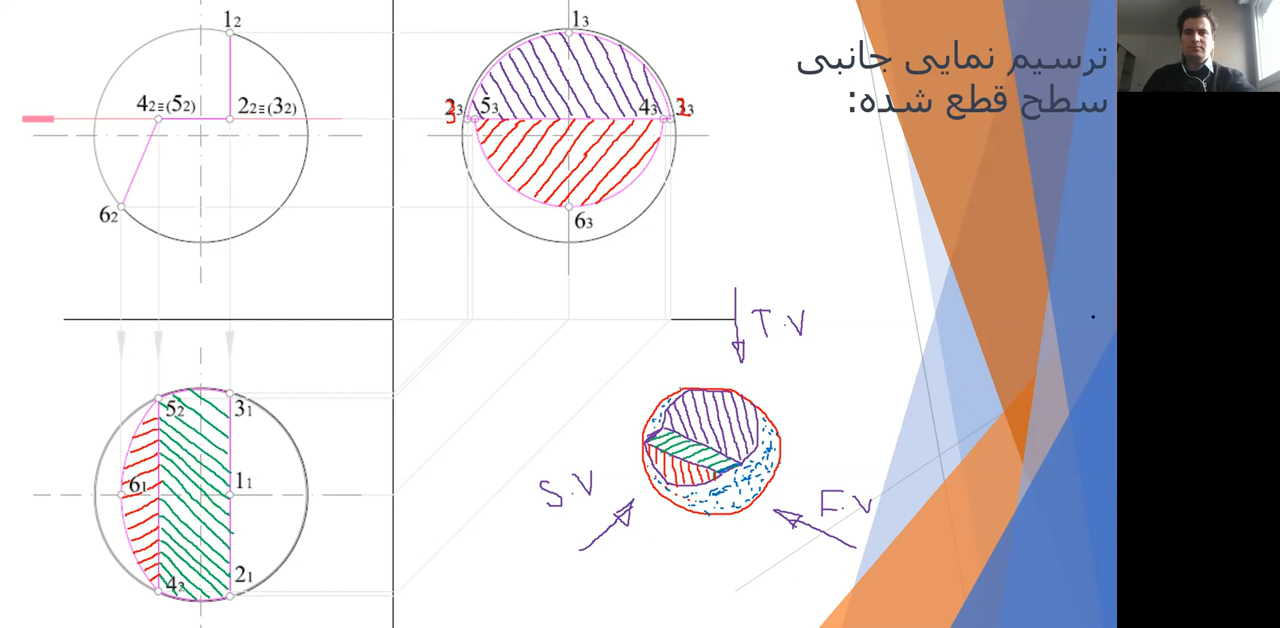 ترسیم نمایی جانبی
سطح قطع شده:
1₂
4₂≡(5₂)
2₂≡(3₂)
6₂
1₃
5₃
4₃
6₃
5₂
3₁
6₁
1₁
4₃
2₁
T.V
S.V
F.V